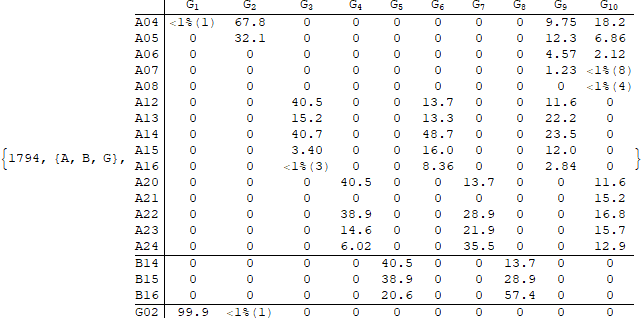 G₁ G₂ G₃ G₄ G₅ G₆ G₇ G₈ G₉ G₁₀
A04 <1%(1) 67.8 0 0 0 0 0 0 9.75 18.2
A05 0 32.1 0 0 0 0 0 0 12.3 6.86
A06 0 0 0 0 0 0 0 0 4.57 2.12
A07 0 0 0 0 0 0 0 0 1.23 <1%(8)
A08 0 0 0 0 0 0 0 0 0 <1%(4)
A12 0 0 40.5 0 0 13.7 0 0 11.6 0
A13 0 0 15.2 0 0 13.3 0 0 22.2 0
A14 0 0 40.7 0 0 48.7 0 0 23.5 0
A15 0 0 3.40 0 0 16.0 0 0 12.0 0
{1794, {A, B, G}, A16 0 0 <1%(3) 0 0 8.36 0 0 2.84 0 }
A20 0 0 0 40.5 0 0 13.7 0 0 11.6
A21 0 0 0 0 0 0 0 0 0 15.2
A22 0 0 0 38.9 0 0 28.9 0 0 16.8
A23 0 0 0 14.6 0 0 21.9 0 0 15.7
A24 0 0 0 6.02 0 0 35.5 0 0 12.9
B14 0 0 0 0 40.5 0 0 13.7 0 0
B15 0 0 0 0 38.9 0 0 28.9 0 0
B16 0 0 0 0 20.6 0 0 57.4 0 0
G02 99.9 <1%(1) 0 0 0 0 0 0 0 0